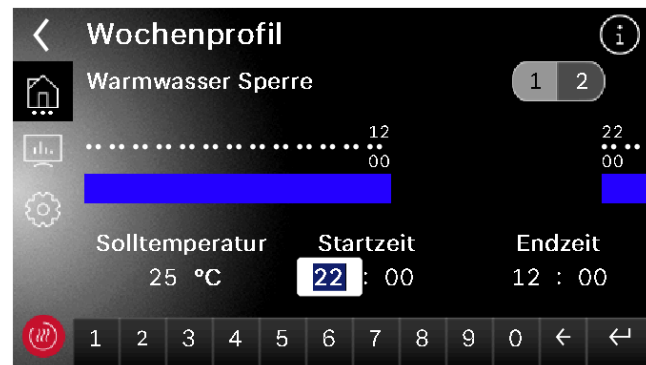 Wochenprofil
i
Warmwasser Sperre
1 2
12 22
00 00
Solltemperatur Startzeit Endzeit
25 °C 22 : 00 12 : 00
1 2 3 4 5 6 7 8 9 0 ← ↵